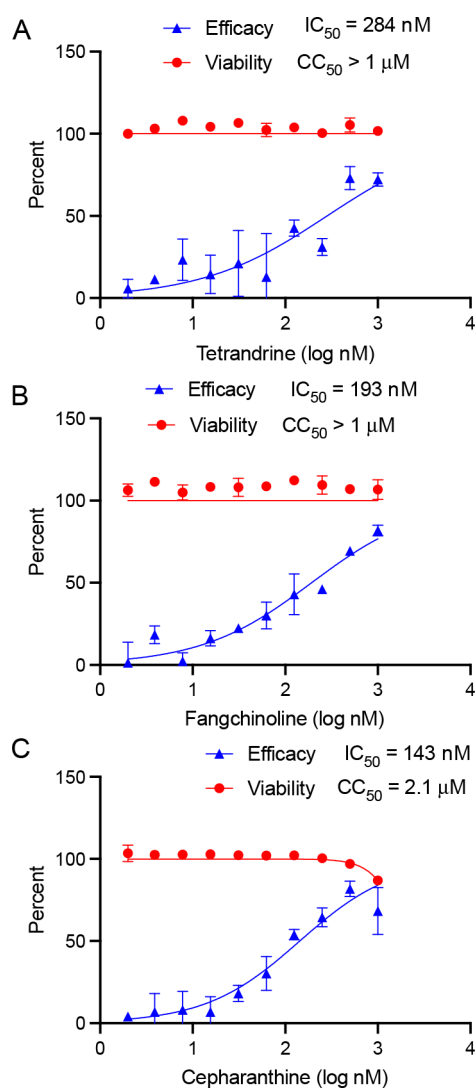 A
Efficacy IC50 = 284 nM
Viability CC50 > 1 μM
150
100
50
0
Percent
0 1 2 3 4
Tetrandrine (log nM)
B
Efficacy IC50 = 193 nM
Viability CC50 > 1 μM
150
100
50
0
Percent
0 1 2 3 4
Fangchinoline (log nM)
C
Efficacy IC50 = 143 nM
Viability CC50 = 2.1 μM
150
100
50
0
Percent
0 1 2 3 4
Cepharanthine (log nM)